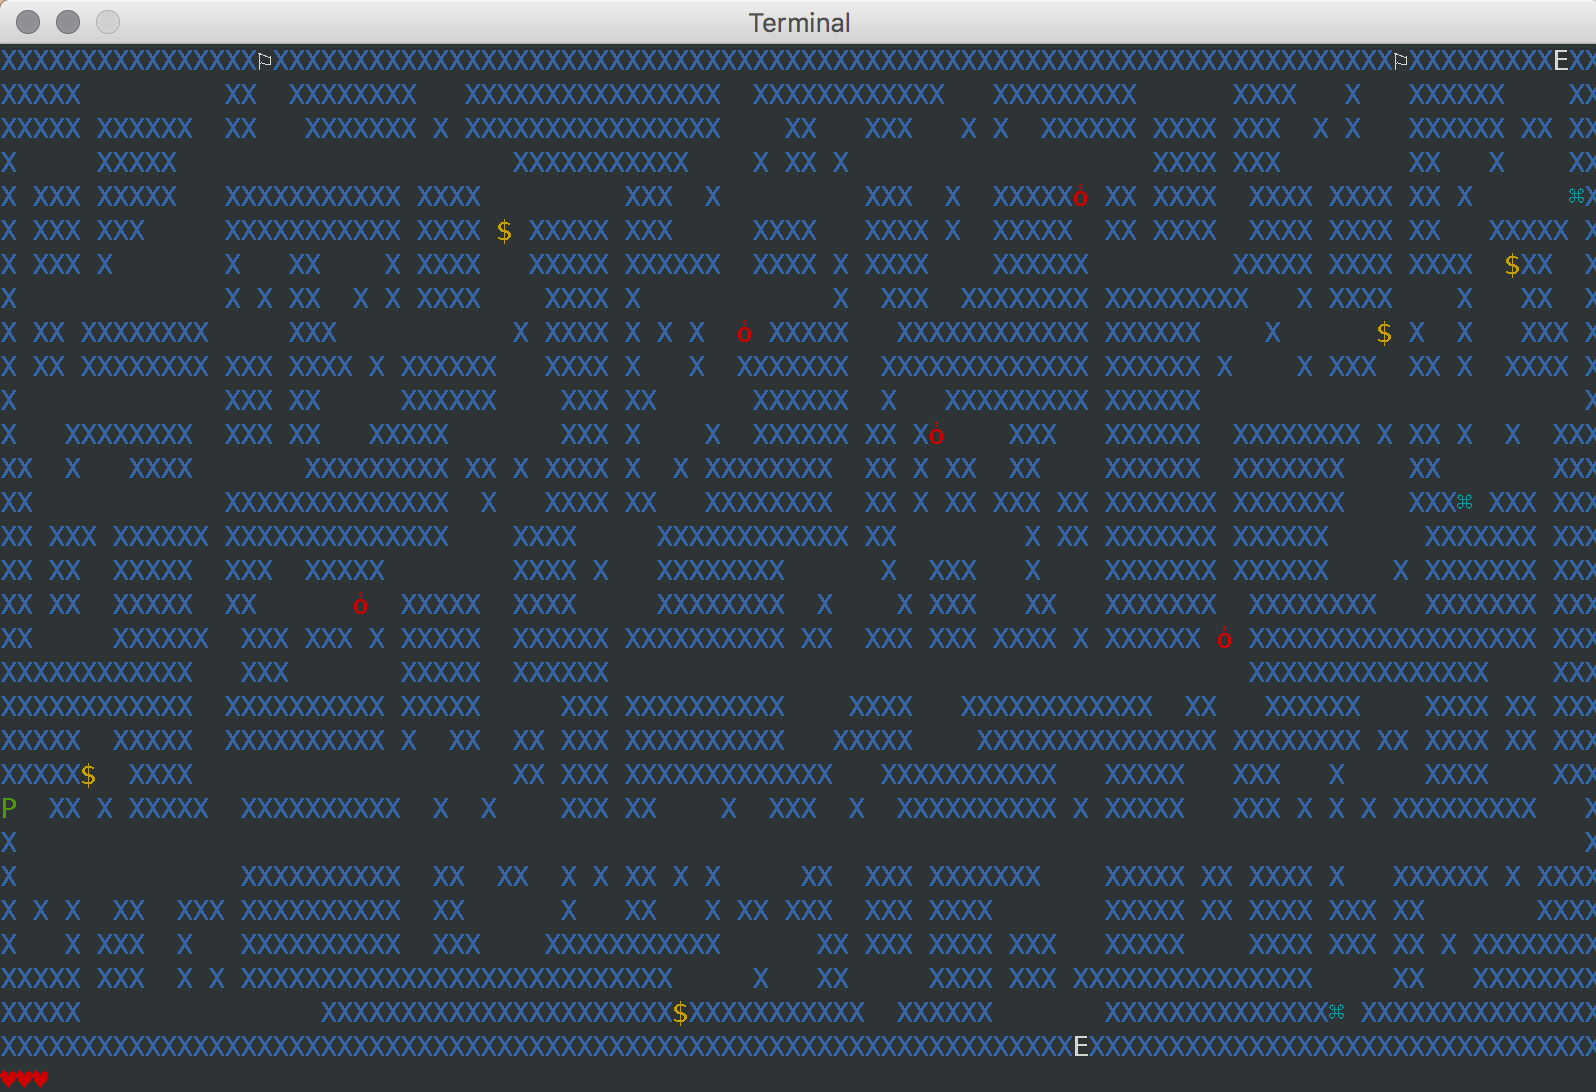 XXXXXXXXXXXXXXXX⚐XXXXXXXXXXXXXXXXXXXXXXXXXXXXXXXXXXXXXXXXXXXXXXXXXXXXXXXXXXXXXXXXXXXXXX⚐XXXXXXXXXEXX
XXXXX XX XXXXXXXX XXXXXXXXXXXXXXXX XXXXXXXXXXXX XXXXXXXXX XXXX X XXXXXX XX
XXXXX XXXXXX XX XXXXXXX X XXXXXXXXXXXXXXXX XX XXX X X XXXXXX XXXX XXX X X XXXXXX XX XX
X XXXXX XXXXXXXXXXX X XX X XXXX XXX XX X XX
X XXX XXXXX XXXXXXXXXXX XXXX XXX X XXX X XXXXXȯ XX XXXX XXXX XXXX XX X ⌘X
X XXX XXX XXXXXXXXXXX XXXX $ XXXXX XXX XXXX XXXX X XXXXX XX XXXX XXXX XXXX XX XXXXX X
X XXX X X XX X XXXX XXXXX XXXXXX XXXX X XXXX XXXXXX XXXXX XXXX XXXX $XX X
X X X XX X X XXXX XXXX X X XXX XXXXXXXX XXXXXXXXX X XXXX X XX X
X XX XXXXXXXX XXX X XXXX X X X ȯ XXXXX XXXXXXXXXXXX XXXXXX X $ X X XXX X
X XX XXXXXXXX XXX XXXX X XXXXXX XXXX X X XXXXXXX XXXXXXXXXXXXX XXXXXX X X XXX XX X XXXX X
X XXX XX XXXXXX XXX XX XXXXXX X XXXXXXXXX XXXXXX X
X XXXXXXXX XXX XX XXXXX XXX X X XXXXXX XX Xȯ XXX XXXXXX XXXXXXXX X XX X X XXX
XX X XXXX XXXXXXXXX XX X XXXX X X XXXXXXXX XX X XX XX XXXXXX XXXXXXX XX XXX
XX XXXXXXXXXXXXXX X XXXX XX XXXXXXXX XX X XX XXX XX XXXXXXX XXXXXXX XXX⌘ XXX XXX
XX XXX XXXXXX XXXXXXXXXXXXXX XXXX XXXXXXXXXXXX XX X XX XXXXXXX XXXXXX XXXXXXX XXX
XX XX XXXXX XXX XXXXX XXXX X XXXXXXXX X XXX X XXXXXXX XXXXXX X XXXXXXX XXX
XX XX XXXXX XX ȯ XXXXX XXXX XXXXXXXX X X XXX XX XXXXXXX XXXXXXXX XXXXXXX XXX
XX XXXXXX XXX XXX X XXXXX XXXXXX XXXXXXXXXX XX XXX XXX XXXX X XXXXXX ȯ XXXXXXXXXXXXXXXXXX XXX
XXXXXXXXXXXX XXX XXXXX XXXXXX XXXXXXXXXXXXXXX XXX
XXXXXXXXXXXX XXXXXXXXXX XXXXX XXX XXXXXXXXXX XXXX XXXXXXXXXXXX XX XXXXXX XXXX XX XXX
XXXXX XXXXX XXXXXXXXXX X XX XX XXX XXXXXXXXXX XXXXX XXXXXXXXXXXXXXX XXXXXXXX XX XXXX XX XXX
XXXXX$ XXXX XX XXX XXXXXXXXXXX XXXXXXXXXXX XXXXX XXX X XXXX XXX
P XX X XXXXX XXXXXXXXXX X X XXX XX X XXX X XXXXXXXXXX X XXXXX XXX X X X XXXXXXXXX X
X X
X XXXXXXXXXX XX XX X X XX X X XX XXX XXXXXXX XXXXX XX XXXX X XXXXXX X XXXX
X X X XX XXX XXXXXXXXXX XX X XX X XX XXX XXX XXXX XXXXX XX XXXX XXX XX XXXX
X X XXX X XXXXXXXXXX XXX XXXXXXXXXXX XX XXX XXXX XXX XXXXX XXXX XXX XX X XXXXXXXX
XXXXX XXX X X XXXXXXXXXXXXXXXXXXXXXXXXXXX X XX XXXX XXX XXXXXXXXXXXXXXX XX XXXXXXXX
XXXXX XXXXXXXXXXXXXXXXXXXXXX$XXXXXXXXXXX XXXXXX XXXXXXXXXXXXXX⌘ XXXXXXXXXXXXXXX
XXXXXXXXXXXXXXXXXXXXXXXXXXXXXXXXXXXXXXXXXXXXXXXXXXXXXXXXXXXXXXXXXXXEXXXXXXXXXXXXXXXXXXXXXXXXXXXXXXXX
♥♥♥